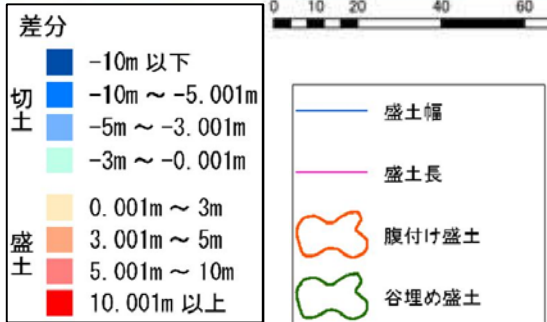 差分
切土
-10m 以下
-10m ～ -5.001m
-5m ～ -3.001m
-3m ～ -0.001m
盛土
0.001m ～ 3m
3.001m ～ 5m
5.001m ～ 10m
10.001m 以上
0 10 20 40 60
盛土幅
盛土長
腹付け盛土
谷埋め盛土